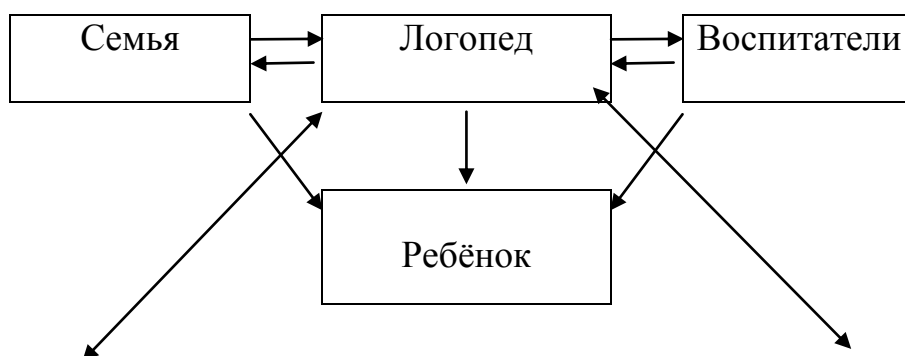 Семья
Логопед
Воспитатели
Ребёнок